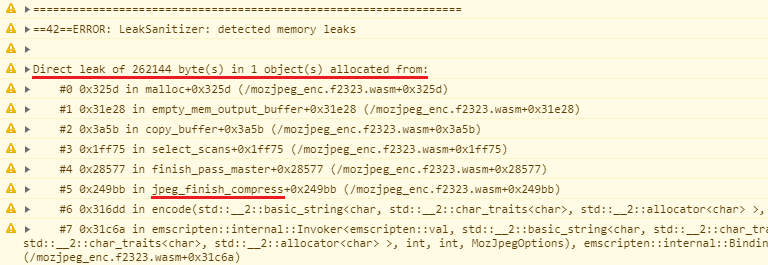 =================================================================
==42==ERROR: LeakSanitizer: detected memory leaks
Direct leak of 262144 byte(s) in 1 object(s) allocated from:
#0 0x325d in malloc+0x325d (/mozjpeg_enc.f2323.wasm+0x325d)
#1 0x31e28 in empty_mem_output_buffer+0x31e28 (/mozjpeg_enc.f2323.wasm+0x31e28)
#2 0x3a5b in copy_buffer+0x3a5b (/mozjpeg_enc.f2323.wasm+0x3a5b)
#3 0x1ff75 in select_scans+0x1ff75 (/mozjpeg_enc.f2323.wasm+0x1ff75)
#4 0x28577 in finish_pass_master+0x28577 (/mozjpeg_enc.f2323.wasm+0x28577)
#5 0x249bb in jpeg_finish_compress+0x249bb (/mozjpeg_enc.f2323.wasm+0x249bb)
#6 0x316dd in encode(std::__2::basic_string<char, std::__2::char_traits<char>, std::__2::allocator<char> >,
#7 0x31c6a in emscripten::internal::Invoker<emscripten::val, std::__2::basic_string<char, std::__2::char_tra
std::__2::char_traits<char>, std::__2::allocator<char> >, int, int, MozJpegOptions), emscripten::internal::Bindin
(/mozjpeg_enc.f2323.wasm+0x31c6a)